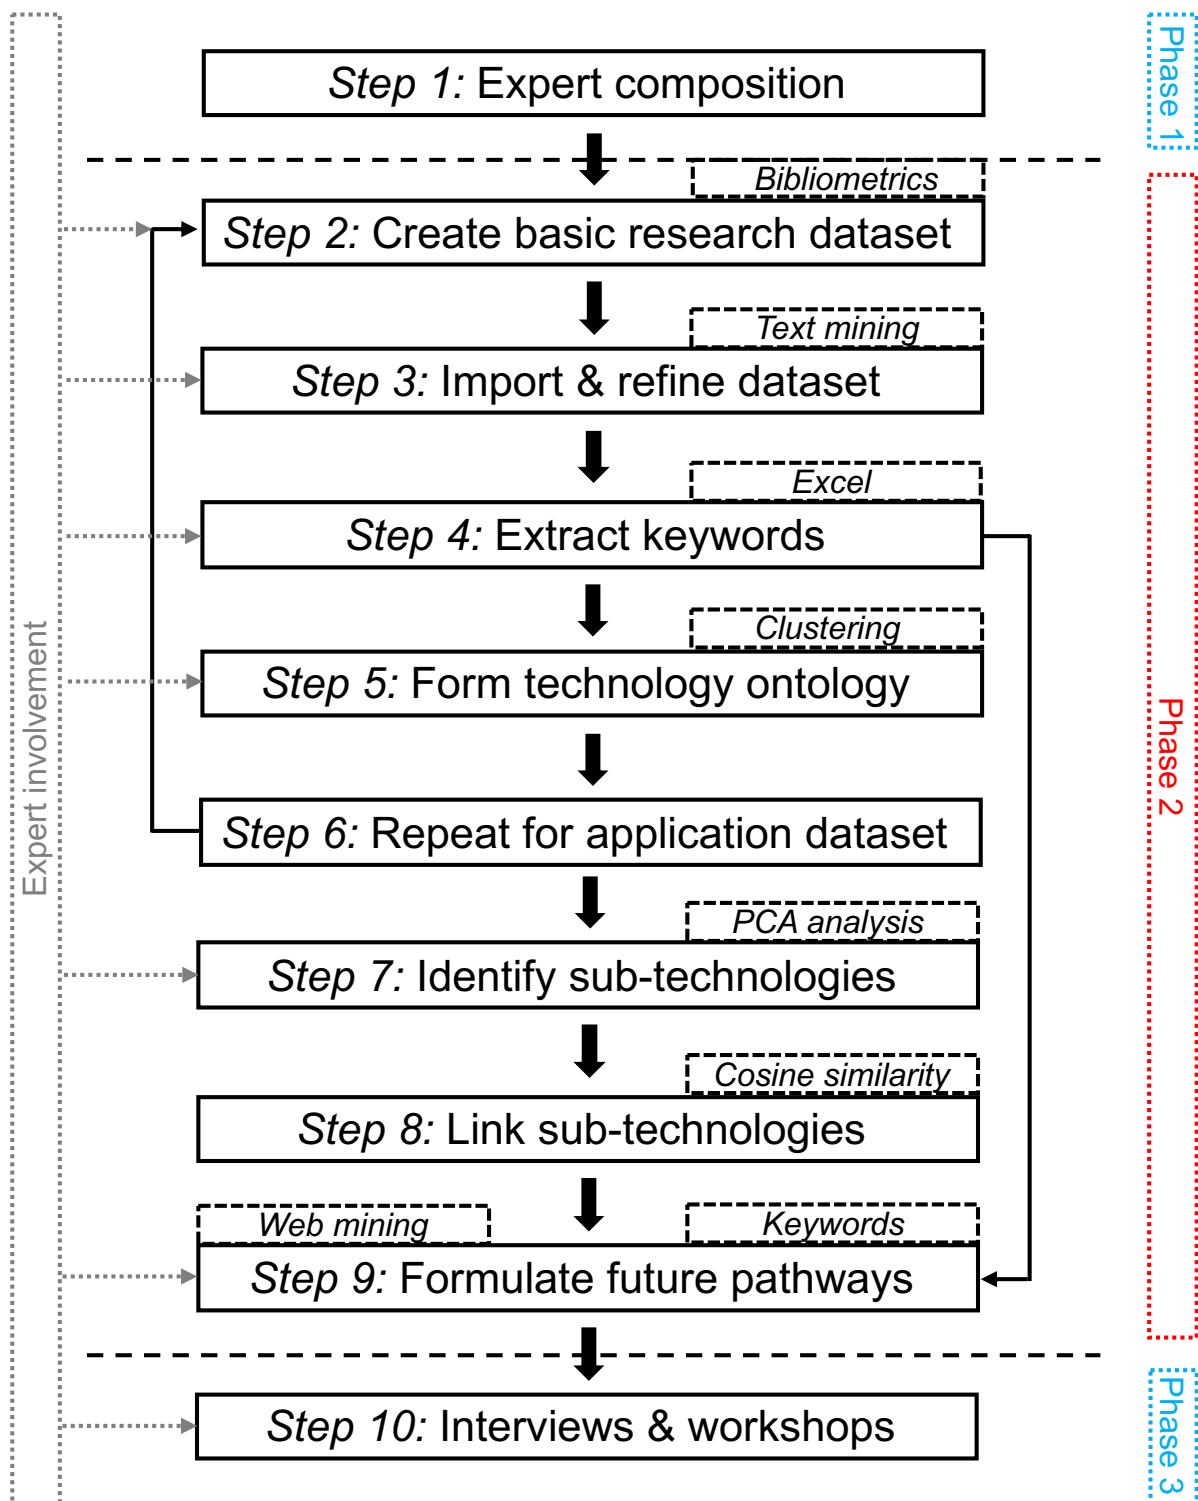 Step 1: Expert composition
Phase 1
Bibliometrics
Step 2: Create basic research dataset
Text mining
Step 3: Import & refine dataset
Excel
Step 4: Extract keywords
Clustering
Step 5: Form technology ontology
Expert involvement
Phase 2
Step 6: Repeat for application dataset
PCA analysis
Step 7: Identify sub-technologies
Cosine similarity
Step 8: Link sub-technologies
Web mining
Keywords
Step 9: Formulate future pathways
Step 10: Interviews & workshops
Phase 3